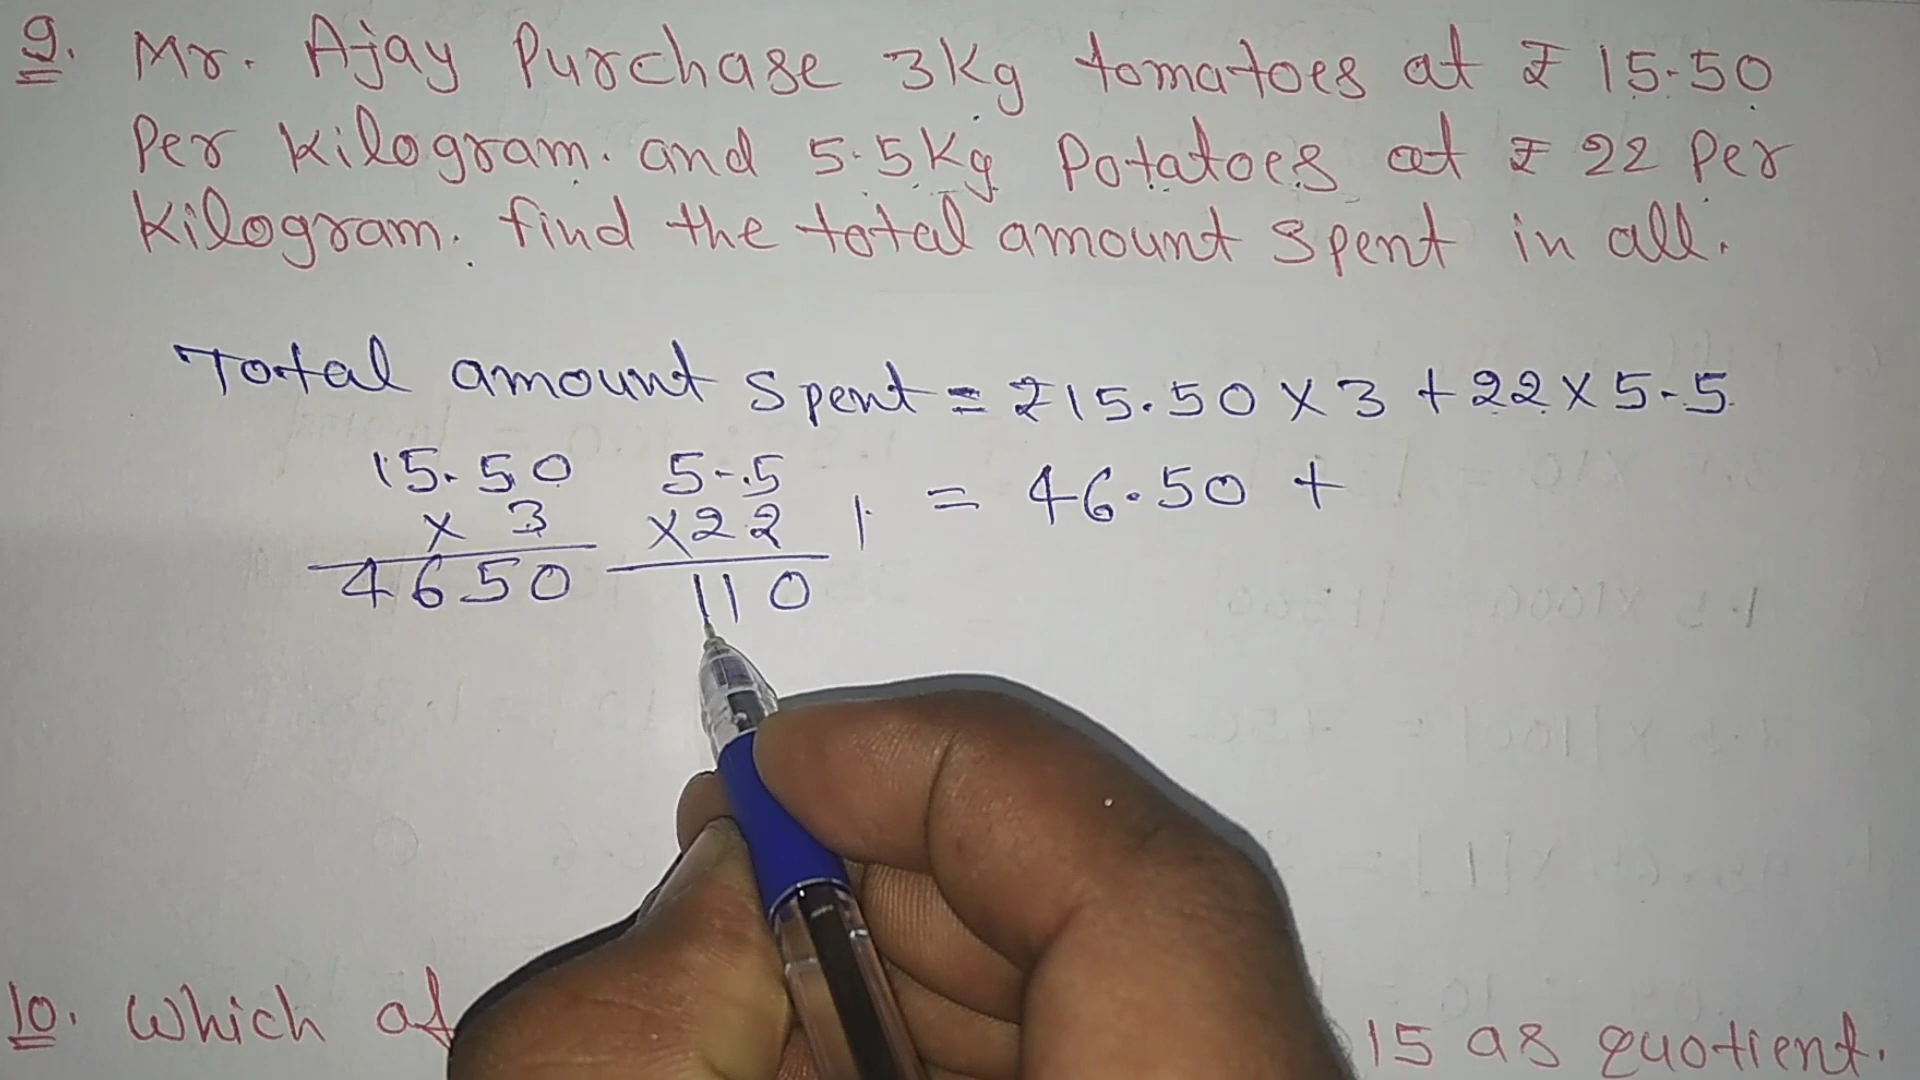 9. Mr. Ajay Purchase 3Kg tomatoes at ₹ 15.50
Per kilogram. and 5.5Kg Potatoes at ₹ 22 Per
kilogram. find the total amount spent in all.
Total amount spent = ₹15.50 × 3 + 22 × 5.5
15.50 5.5 = 46.50 +
× 3 ×22 1
4650 110
10. Which of 15 as quotient.